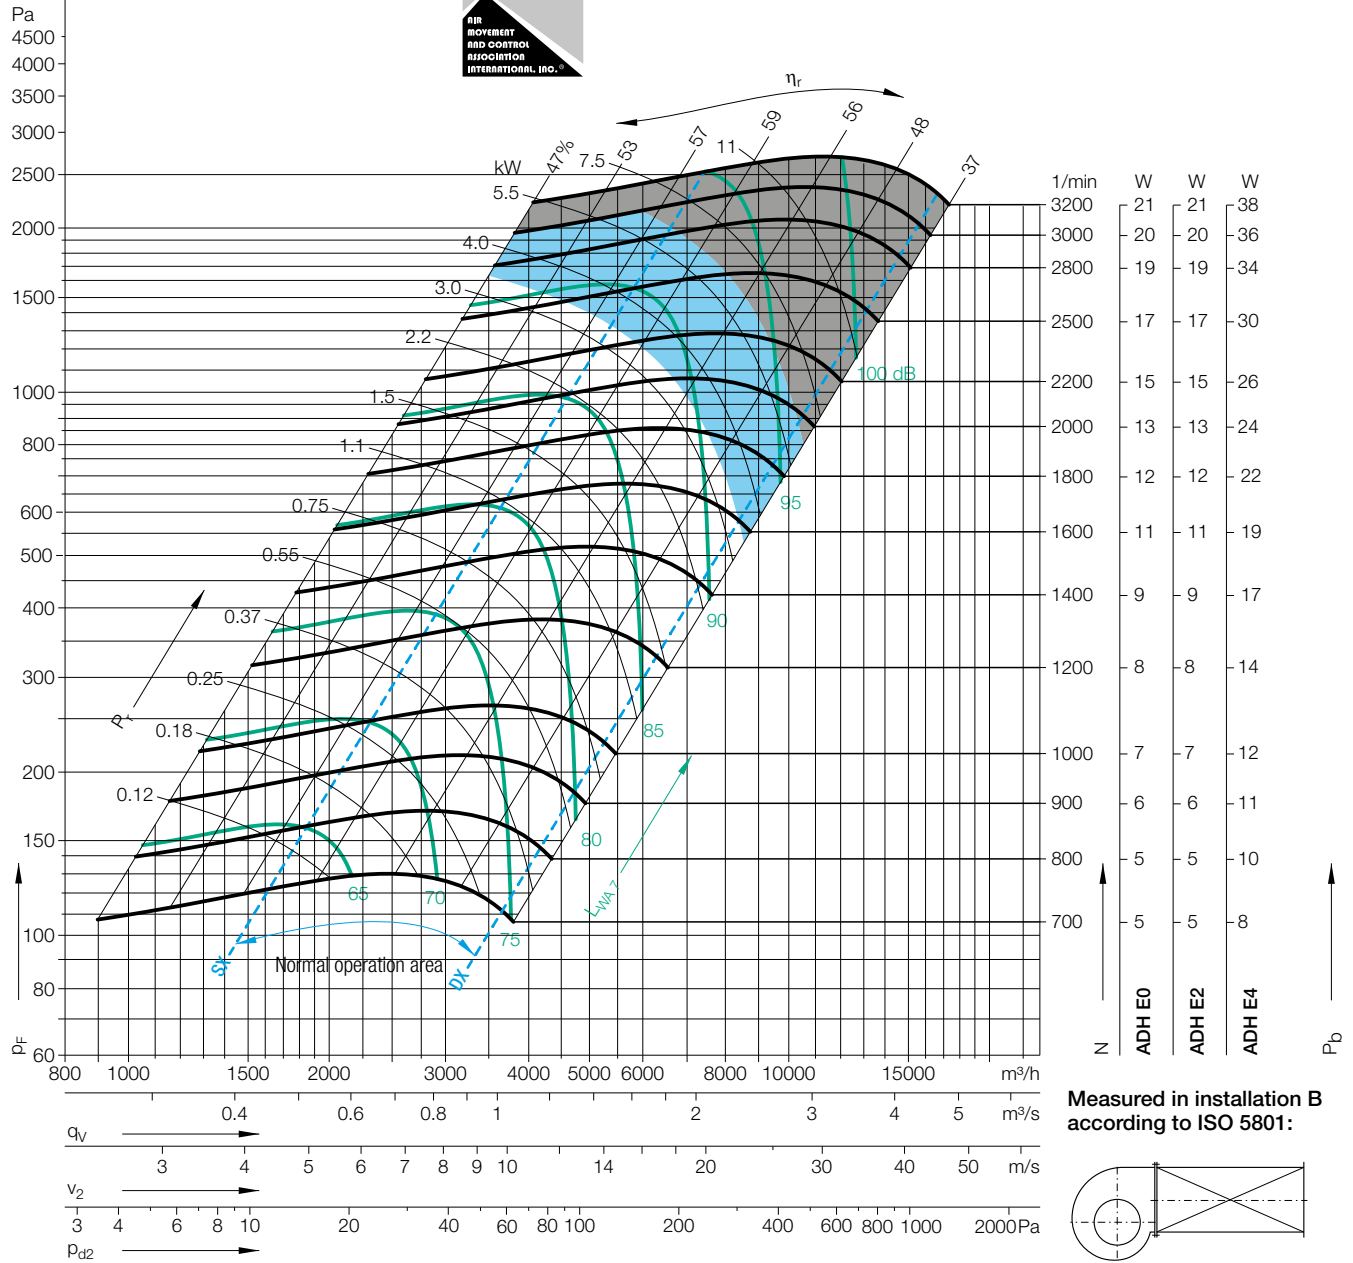 Pa
4500
4000
3500
3000
2500
2000
1500
1000
800
600
500
400
300
200
150
100
80
60
pF
AIR
MOVEMENT
AND CONTROL
ASSOCIATION
INTERNATIONAL, INC.®
ηr
kW
47%
53
57
59
56
48
37
11
7.5
5.5
4.0
3.0
2.2
1.5
1.1
0.75
0.55
0.37
0.25
0.18
0.12
Pr
100 dB
95
90
85
80
75
70
65
LWA 7
SX
Normal operation area
DX
1/min W W W
3200 21 21 38
3000 20 20 36
2800 19 19 34
2500 17 17 30
2200 15 15 26
2000 13 13 24
1800 12 12 22
1600 11 11 19
1400 9 9 17
1200 8 8 14
1000 7 7 12
900 6 6 11
800 5 5 10
700 5 5 8
N ADH E0 ADH E2 ADH E4 Pb
800 1000 1500 2000 3000 4000 5000 6000 8000 10000 15000 m³/h
0.4 0.6 0.8 1 2 3 4 5 m³/s
qV
3 4 5 6 7 8 9 10 14 20 30 40 50 m/s
v2
3 4 6 8 10 20 40 60 80 100 200 400 600 800 1000 2000 Pa
pd2
Measured in installation B
according to ISO 5801: